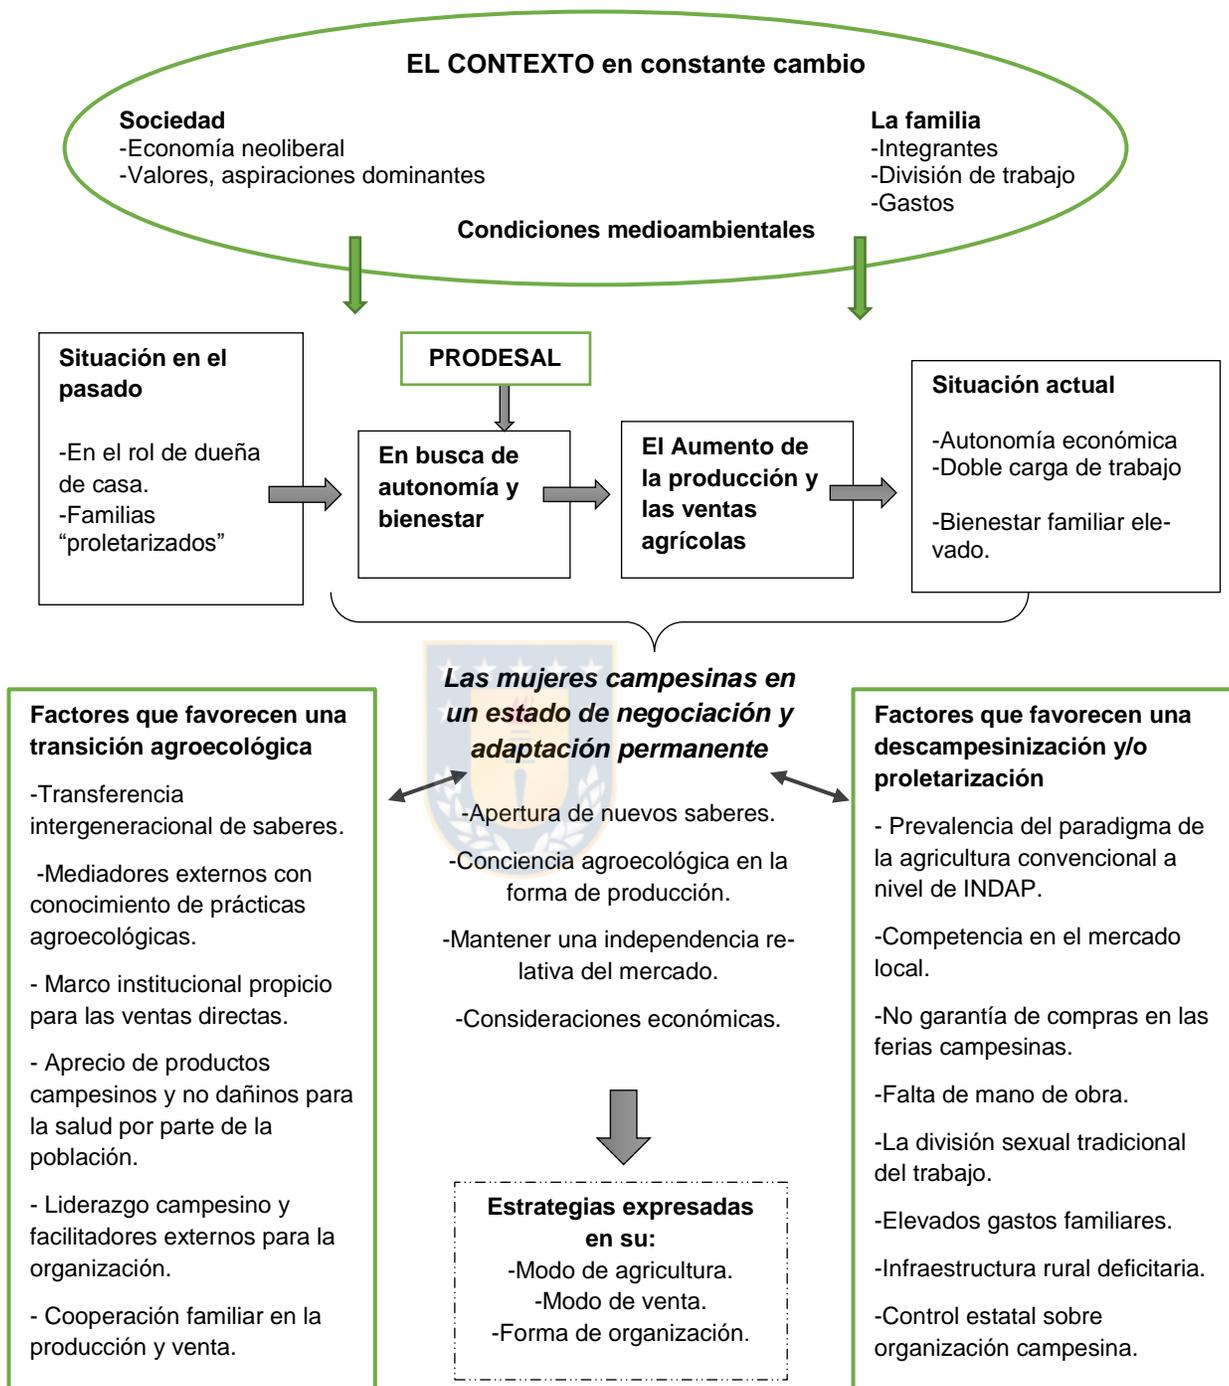 EL CONTEXTO en constante cambio
Sociedad
-Economía neoliberal
-Valores, aspiraciones dominantes
La familia
-Integrantes
-División de trabajo
-Gastos
Condiciones medioambientales
Situación en el
pasado
-En el rol de dueña
de casa.
-Familias
“proletarizados”
PRODESAL
En busca de
autonomía y
bienestar
El Aumento de
la producción y
las ventas
agrícolas
Situación actual
-Autonomía económica
-Doble carga de trabajo
-Bienestar familiar ele-
vado.
Factores que favorecen una
transición agroecológica
-Transferencia
intergeneracional de saberes.
-Mediadores externos con
conocimiento de prácticas
agroecológicas.
- Marco institucional propicio
para las ventas directas.
- Aprecio de productos
campesinos y no dañinos para
la salud por parte de la
población.
- Liderazgo campesino y
facilitadores externos para la
organización.
- Cooperación familiar en la
producción y venta.
Las mujeres campesinas en
un estado de negociación y
adaptación permanente
-Apertura de nuevos saberes.
-Conciencia agroecológica en la
forma de producción.
-Mantener una independencia re-
lativa del mercado.
-Consideraciones económicas.
Estrategias expresadas
en su:
-Modo de agricultura.
-Modo de venta.
-Forma de organización.
Factores que favorecen una
descampesinización y/o
proletarización
- Prevalencia del paradigma de
la agricultura convencional a
nivel de INDAP.
-Competencia en el mercado
local.
-No garantía de compras en las
ferias campesinas.
-Falta de mano de obra.
-La división sexual tradicional
del trabajo.
-Elevados gastos familiares.
-Infraestructura rural deficitaria.
-Control estatal sobre
organización campesina.